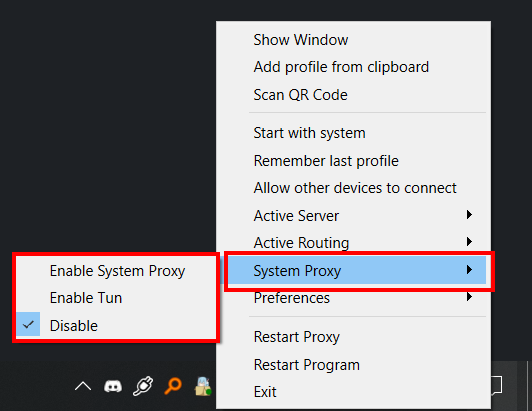 Show Window
Add profile from clipboard
Scan QR Code
Start with system
Remember last profile
Allow other devices to connect
Active Server
Active Routing
System Proxy
Enable System Proxy
Enable Tun
Disable
Preferences
Restart Proxy
Restart Program
Exit